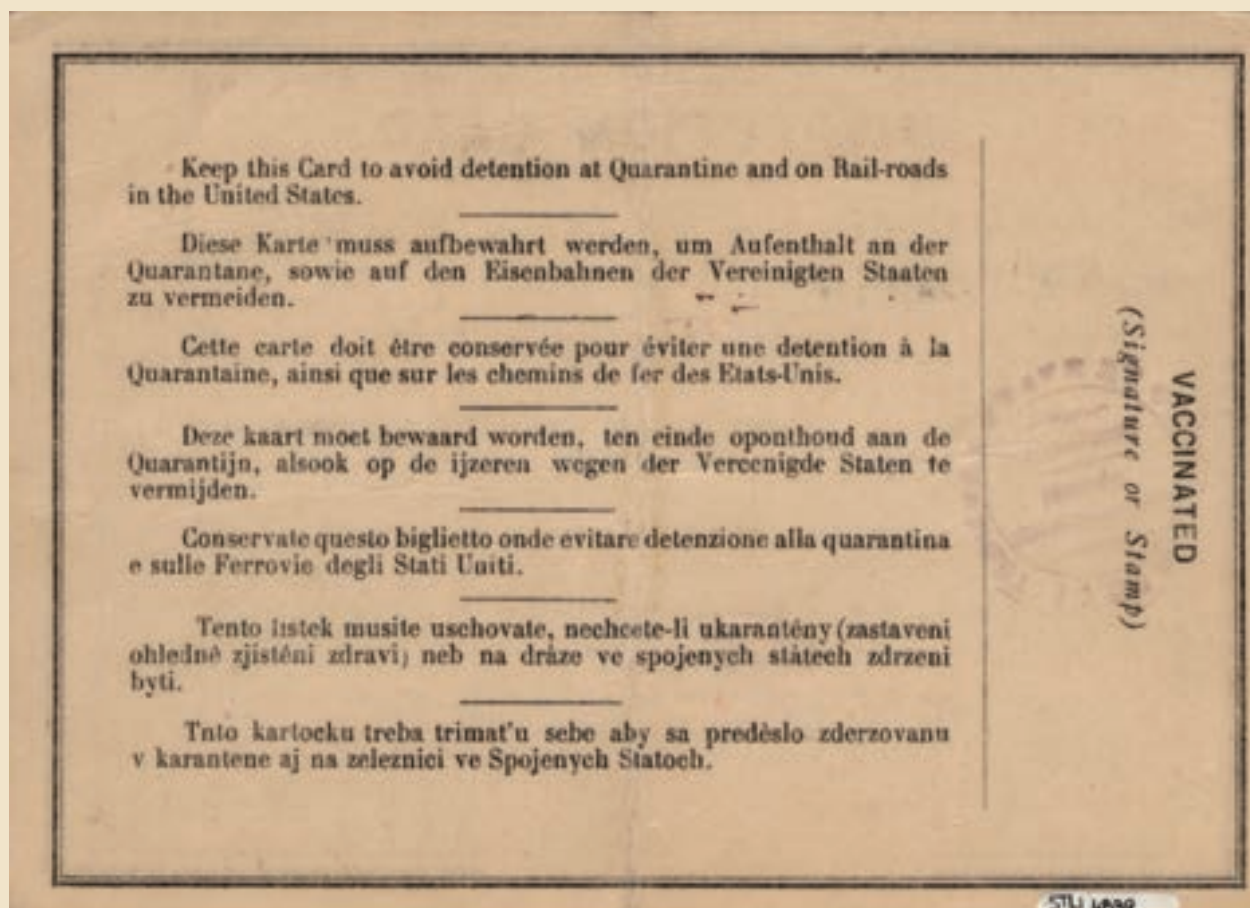 Keep this Card to avoid detention at Quarantine and on Rail-roads
in the United States.
Diese Karte muss aufbewahrt werden, um Aufenthalt an der
Quarantane, sowie auf den Eisenbahnen der Vereinigten Staaten
zu vermeiden.
Cette carte doit être conservée pour éviter une detention à la
Quarantaine, ainsi que sur les chemins de fer des Etats-Unis.
Deze kaart moet bewaard worden, ten einde oponthoud aan de
Quarantijn, alsook op de ijzeren wegen der Vereenigde Staten te
vermijden.
Conservate questo biglietto onde evitare detenzione alla quarantina
e sulle Ferrovie degli Stati Uniti.
Tento listek musite uschovate, nechcete-li ukarantény (zastaveni
ohledně zjistěni zdravi) neb na dráze ve spojenych státech zdrzeni
byti.
Tnto kartocku treba trimat'u sebe aby sa predèslo zderzovanu
v karantene aj na zeleznici ve Spojenych Statoch.
VACCINATED
(Signature or Stamp)